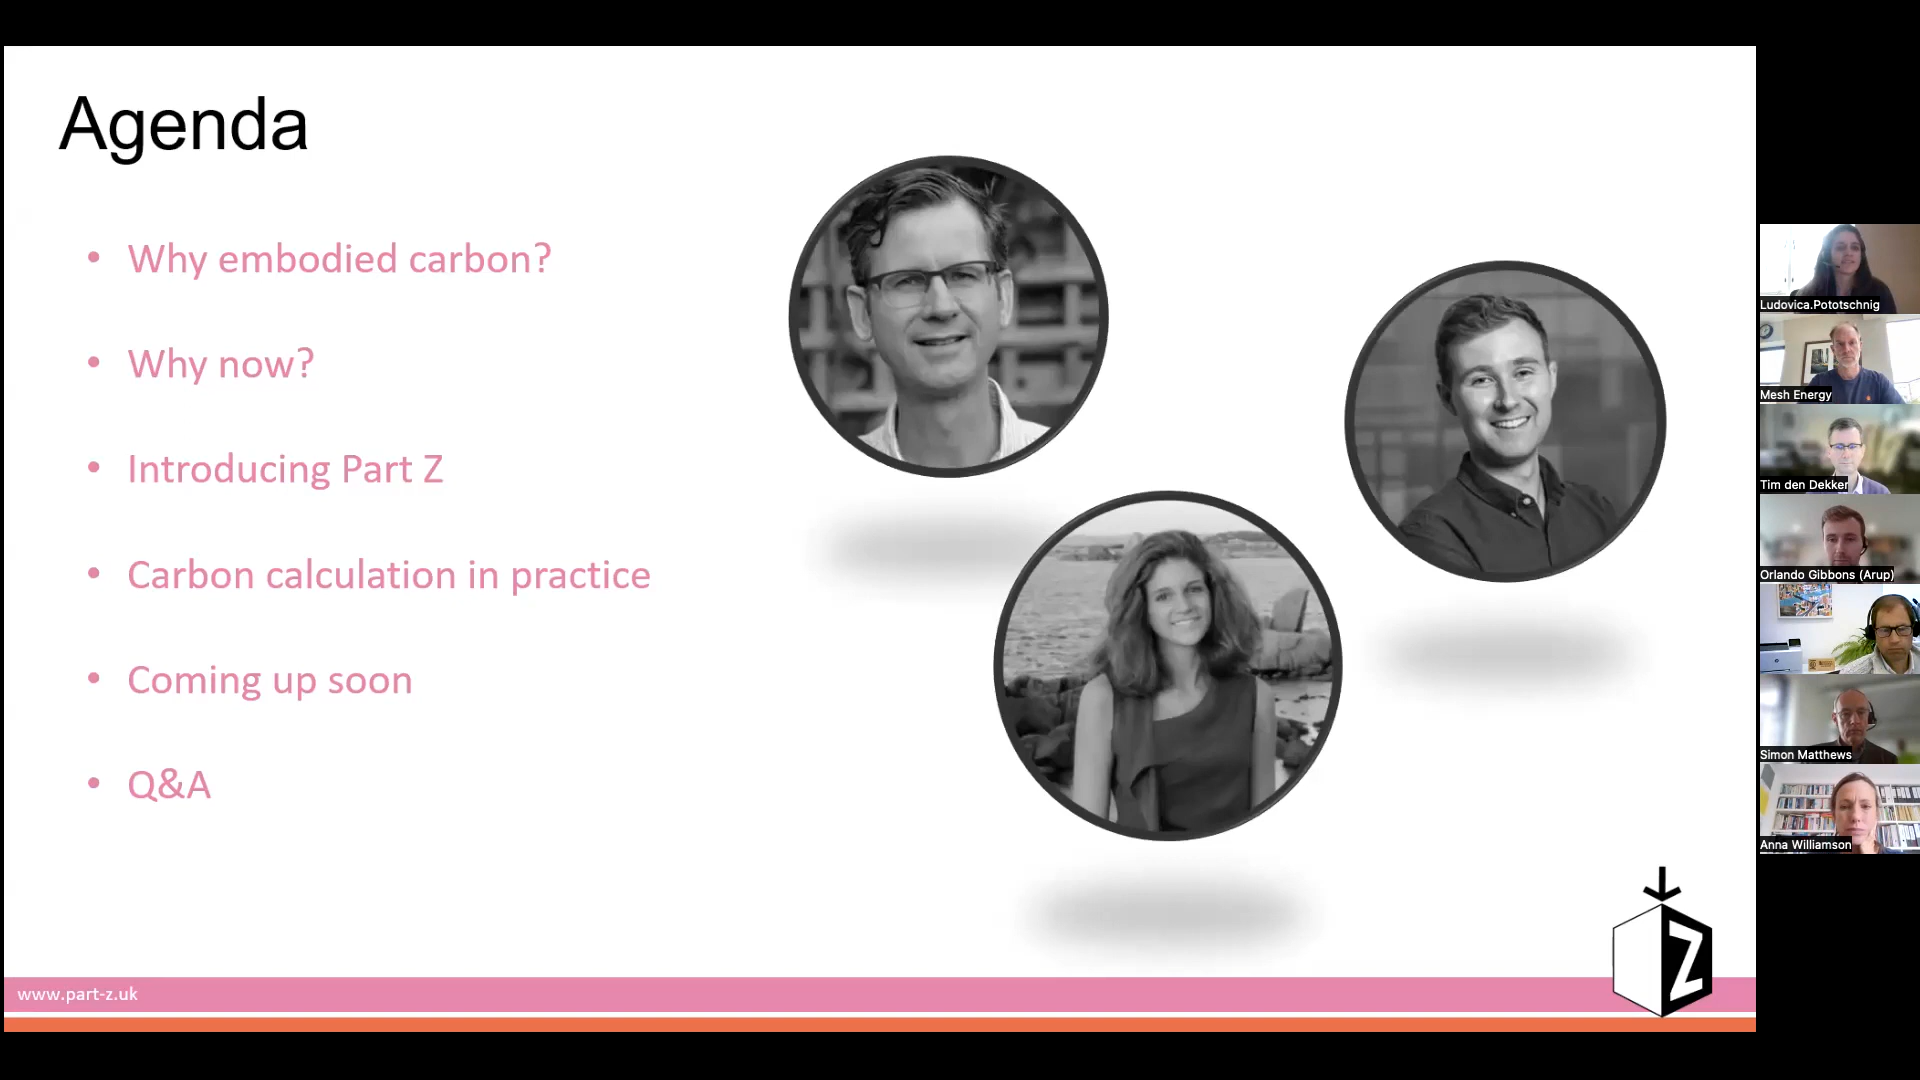 Agenda
• Why embodied carbon?
• Why now?
• Introducing Part Z
• Carbon calculation in practice
• Coming up soon
• Q&A
www.part-z.uk
Z
Ludovica.Pototschnig
Mesh Energy
Tim den Dekker
Orlando Gibbons (Arup)
Simon Matthews
Anna Williamson